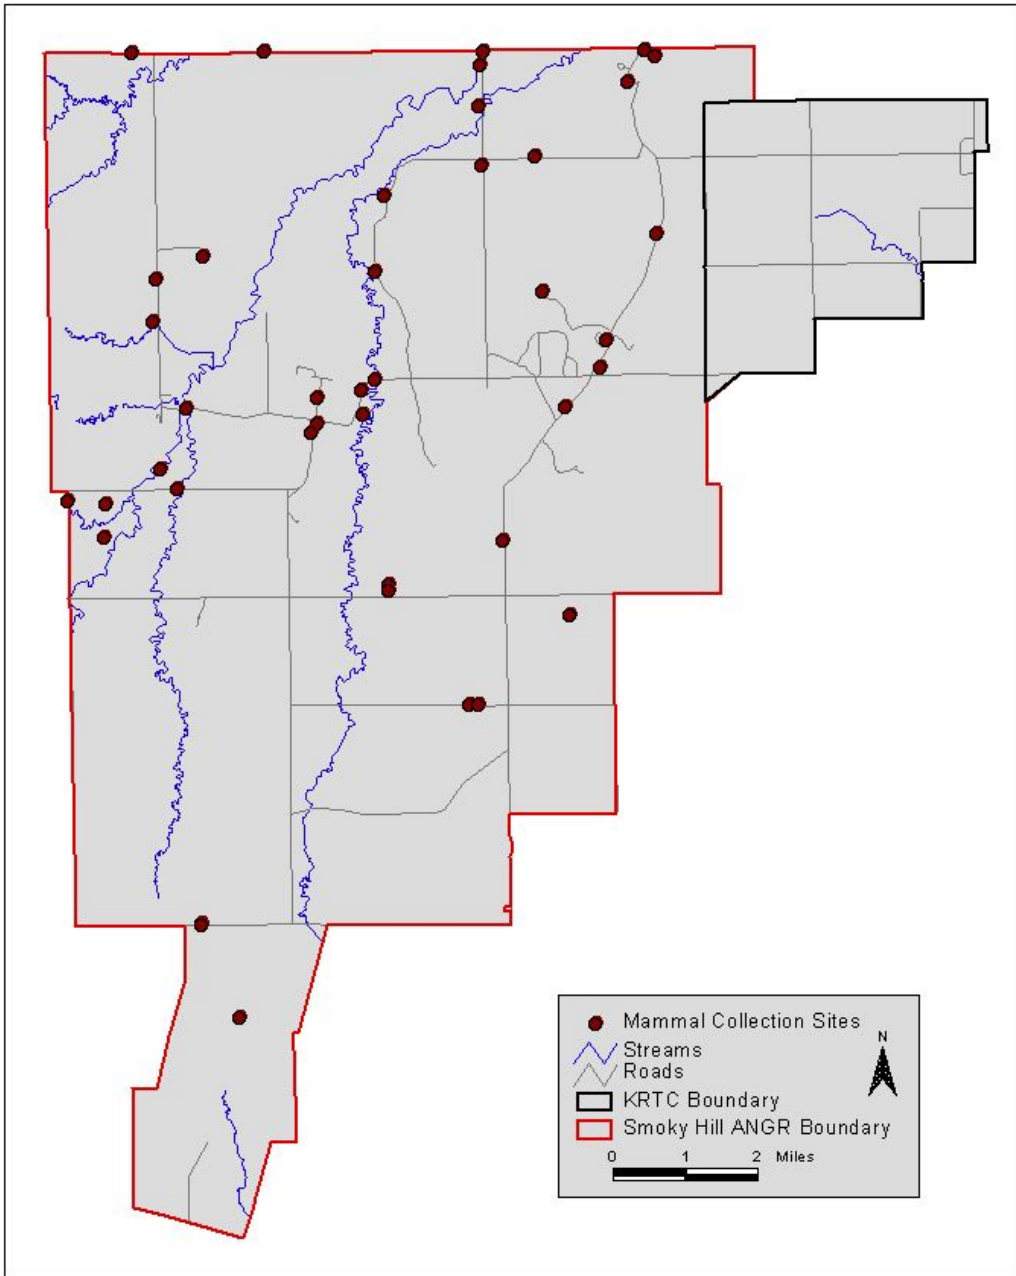 Mammal Collection Sites
N
Streams
Roads
KRTC Boundary
Smoky Hill ANGR Boundary
0 1 2 Miles